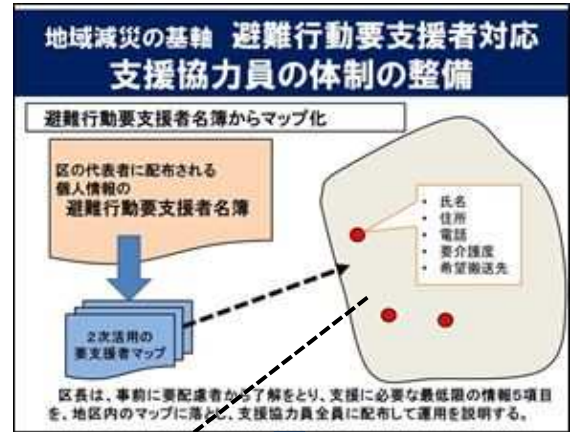 地域減災の基軸 避難行動要支援者対応
支援協力員の体制の整備
避難行動要支援者名簿からマップ化
区の代表者に配布される
個人情報の
避難行動要支援者名簿
2次活用の
要支援者マップ
• 氏名
• 住所
• 電話
• 要介護度
• 希望搬送先
区長は、事前に要配慮者から了解をとり、支援に必要な最低限の情報5項目
を、地区内のマップに落とし、支援協力員全員に配布して運用を説明する。